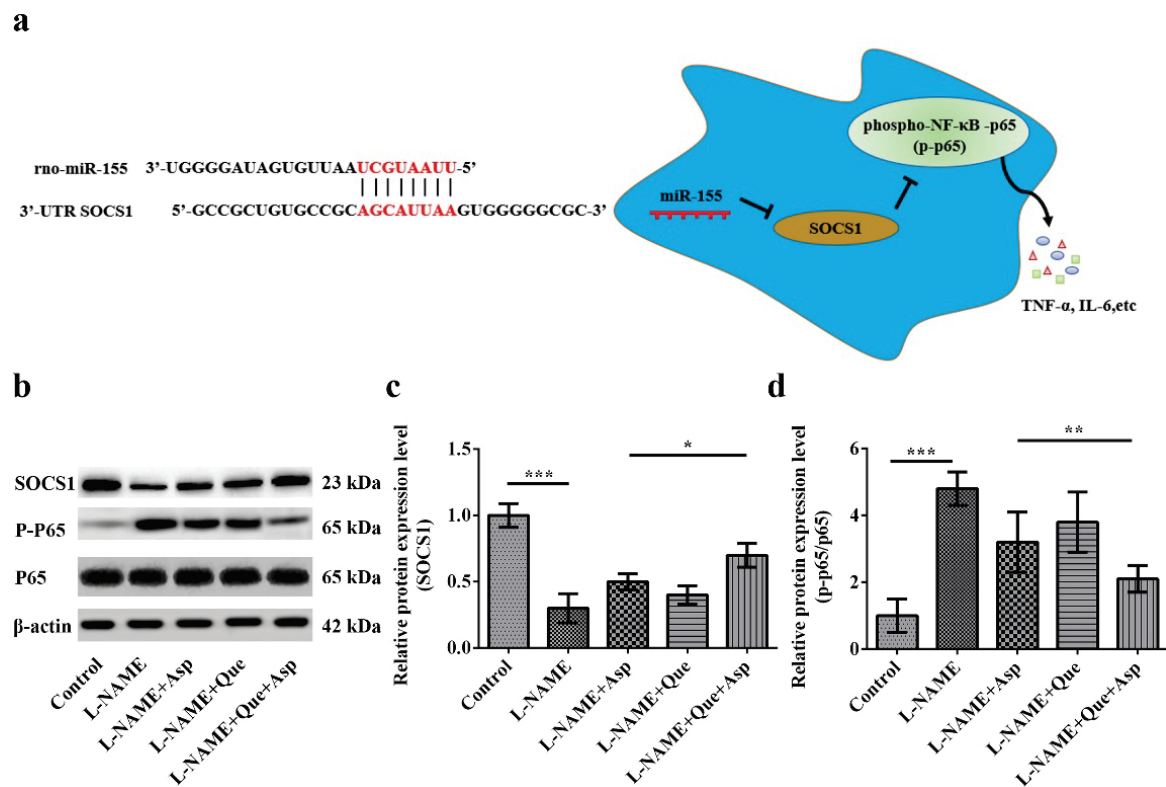 a
rno-miR-155 3’-UGGGGAUAGUGUUAAUCGUAAUU-5’
3’-UTR SOCS1 5’-GCCGCUGUGCCGCAGCAUUAAGUGGGGGCGC-3’
phospho-NF-κB -p65
(p-p65)
miR-155
SOCS1
TNF-α, IL-6,etc
b
SOCS1 23 kDa
P-P65 65 kDa
P65 65 kDa
β-actin 42 kDa
Control
L-NAME
L-NAME+Asp
L-NAME+Que
L-NAME+Que+Asp
c
Relative protein expression level
(SOCS1)
1.5
1.0
0.5
0.0
***
*
Control
L-NAME
L-NAME+Asp
L-NAME+Que
L-NAME+Que+Asp
d
Relative protein expression level
(p-p65/p65)
6
4
2
0
***
**
Control
L-NAME
L-NAME+Asp
L-NAME+Que
L-NAME+Que+Asp